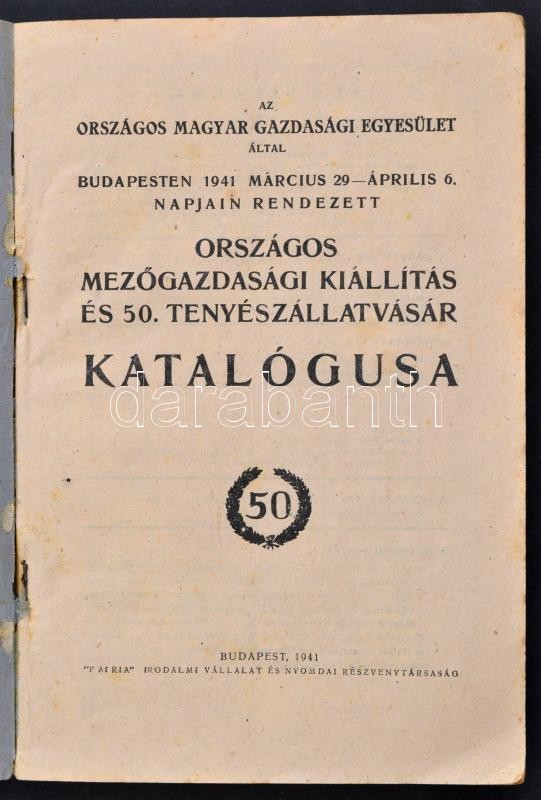 AZ
ORSZÁGOS MAGYAR GAZDASÁGI EGYESÜLET
ÁLTAL
BUDAPESTEN 1941 MÁRCIUS 29—ÁPRILIS 6.
NAPJAIN RENDEZETT
ORSZÁGOS
MEZŐGAZDASÁGI KIÁLLÍTÁS
ÉS 50. TENYÉSZÁLLATVÁSÁR
KATALÓGUSA
darabanth
50
BUDAPEST, 1941
"PATRIA" IRODALMI VÁLLALAT ÉS NYOMDAI RÉSZVENYTÁRSASÁG